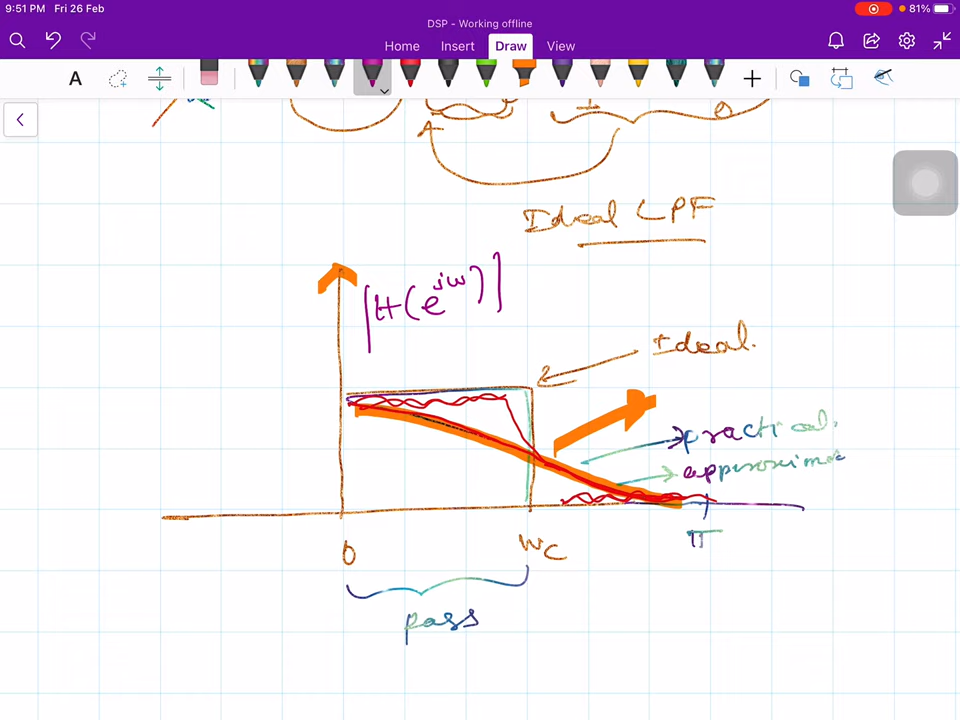 9:51 PM Fri 26 Feb
81%
DSP - Working offline
Home Insert Draw View
A
A
I
Ideal LPF
|H(e^jw)|
Ideal.
practical.
approximate
0
wc
π
pass